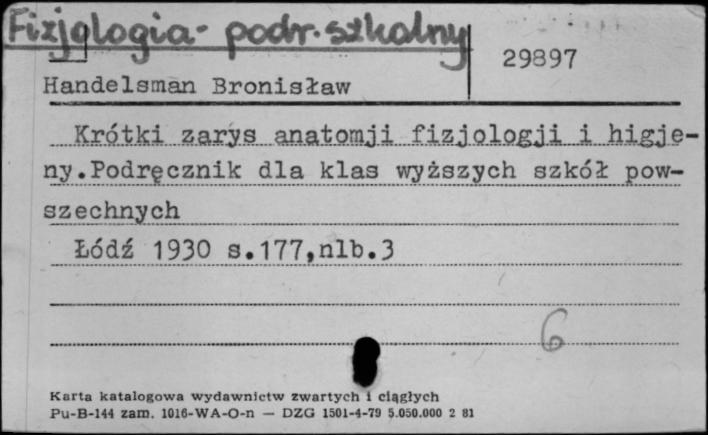 Fizjologia - podr. szkolny
29897
Handelsman Bronisław
Krótki zarys anatomji fizjologji i higje-
ny.Podręcznik dla klas wyższych szkół pow-
szechnych
Łódź 1930 s.177,nlb.3
6
Karta katalogowa wydawnictw zwartych i ciągłych
Pu-B-144 zam. 1016-WA-O-n — DZG 1501-4-79 5.050.000 2 81